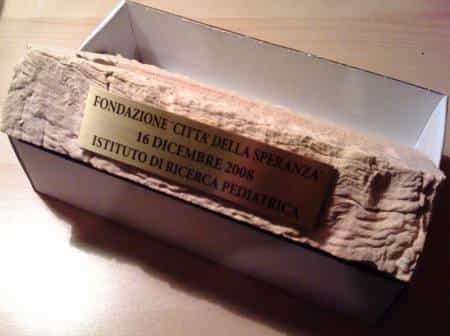 FONDAZIONE "CITTA' DELLA SPERANZA"
16 DICEMBRE 2008
ISTITUTO DI RICERCA PEDIATRICA